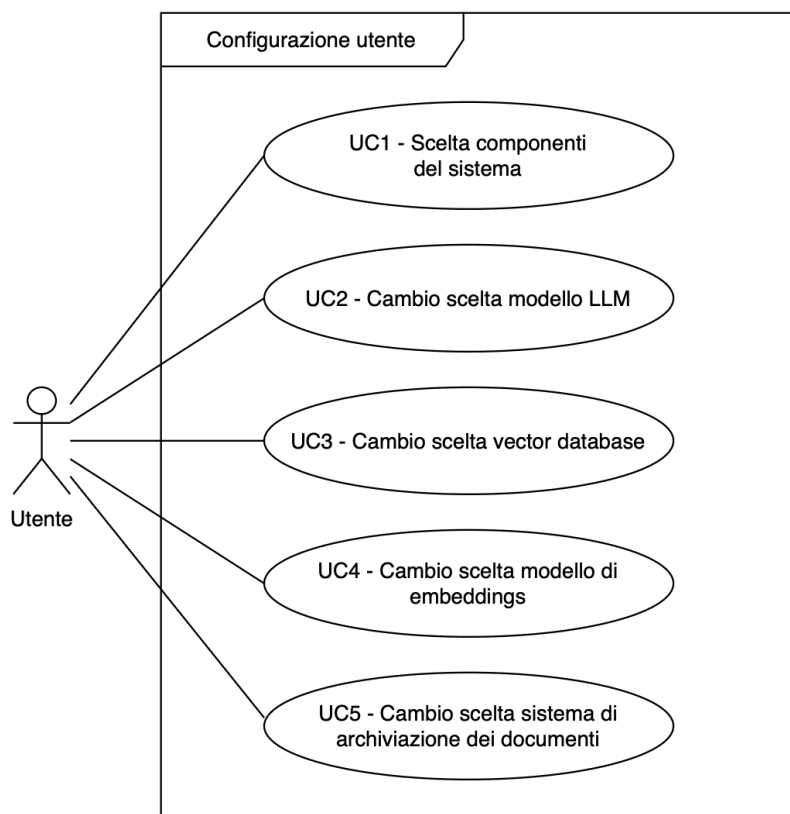 Configurazione utente
UC1 - Scelta componenti
del sistema
UC2 - Cambio scelta modello LLM
UC3 - Cambio scelta vector database
Utente
UC4 - Cambio scelta modello di
embeddings
UC5 - Cambio scelta sistema di
archiviazione dei documenti